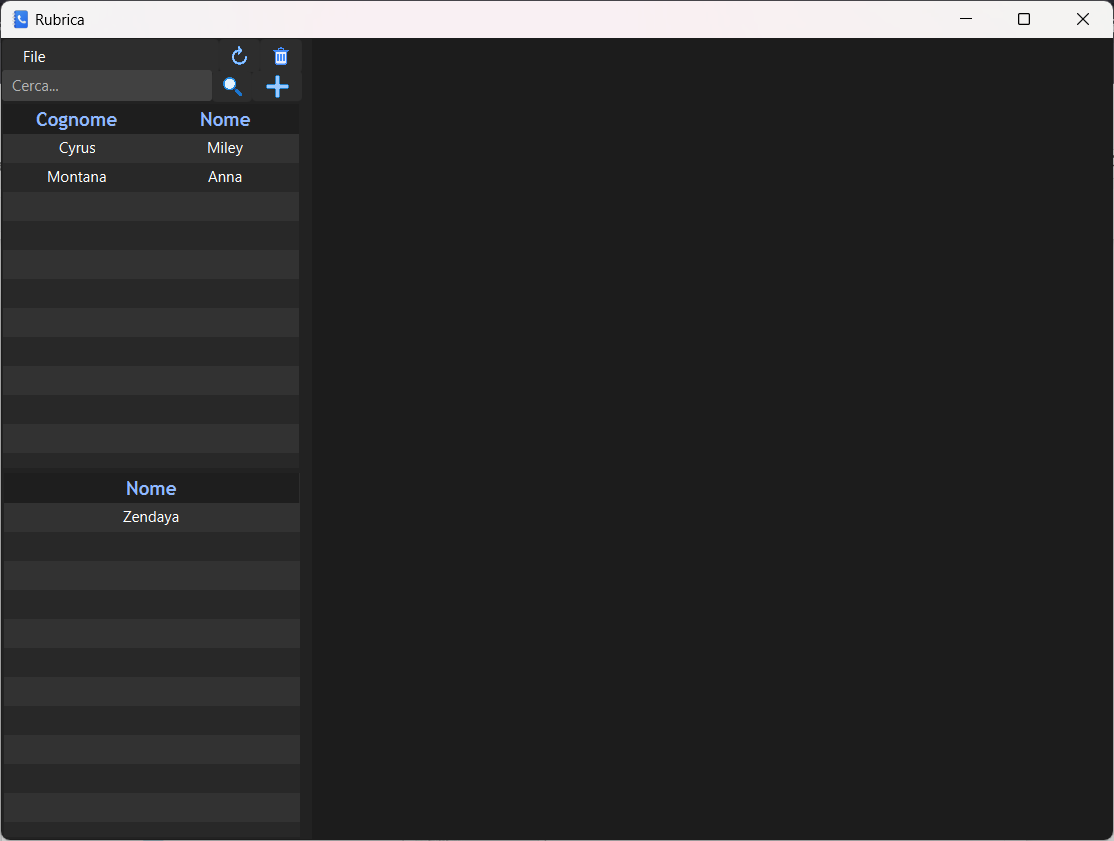 Rubrica
File
Cerca...
Cognome Nome
Cyrus Miley
Montana Anna
Nome
Zendaya